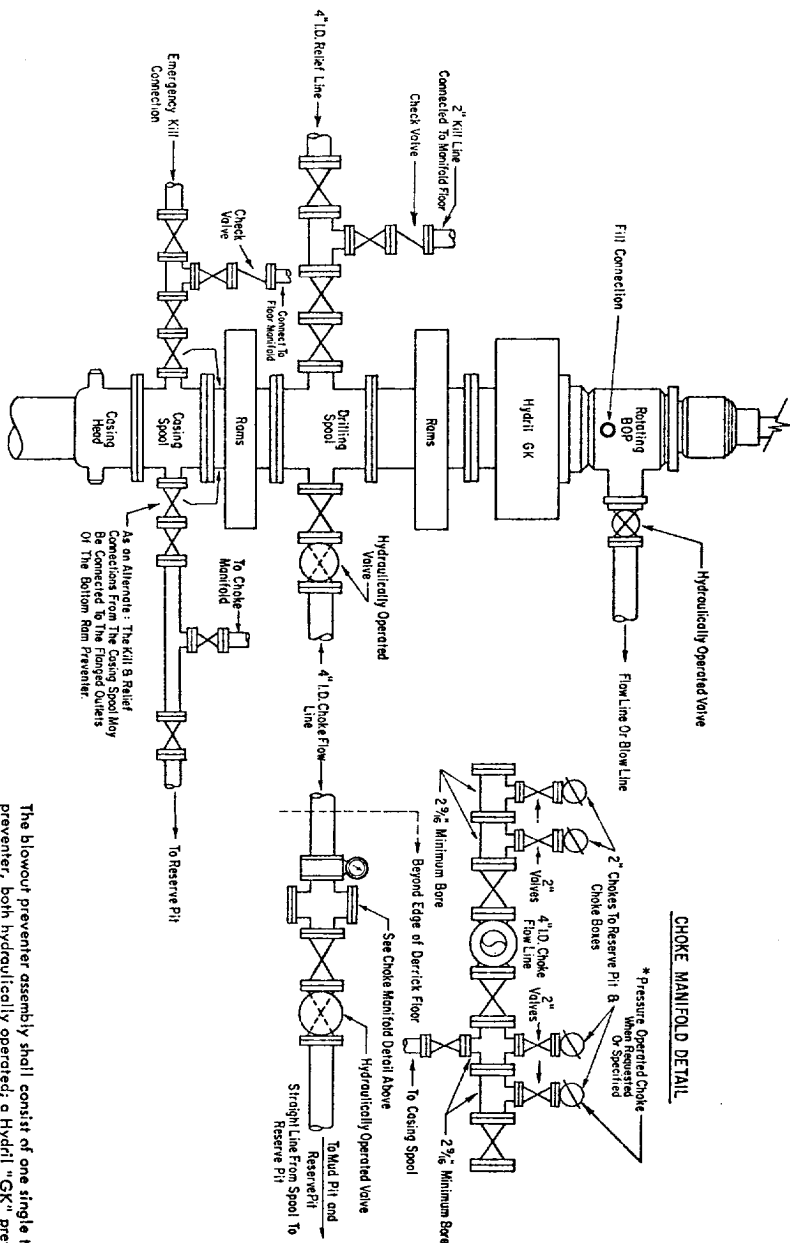 CHOKE MANIFOLD DETAIL
4" I.D. Relief Line
2" Kill Line
Connected To Manifold Floor
Check Valve
Fill Connection
Emergency Kill
Connection
Check
Valve
Connect To
Floor Manifold
Casing
Head
Casing
Spool
Rams
Drilling
Spool
Rams
Hydril GK
Rotating
BOP
Hydraulically Operated Valve
Flow Line Or Blow Line
Hydraulically Operated
Valve
4" I.D. Choke Flow
Line
To Choke
Manifold
As an Alternate: The Kill & Relief
Connections From The Casing Spool May
Be Connected To The Flanged Outlets
Of The Bottom Ram Preventer.
To Reserve Pit
2 9/16" Minimum Bore
2"
Valves
2" Chokes To Reserve Pit &
Choke Boxes
4" I.D. Choke
Flow Line
2"
Valves
*Pressure Operated Choke
When Requested
Or Specified
2 9/16" Minimum Bore
To Casing Spool
Beyond Edge of Derrick Floor
See Choke Manifold Detail Above
Hydraulically Operated Valve
To Mud Pit and
Reserve Pit
Straight Line From Spool To
Reserve Pit
The blowout preventer assembly shall consist of one single
preventer, both hydraulically operated; a Hydril "GK"